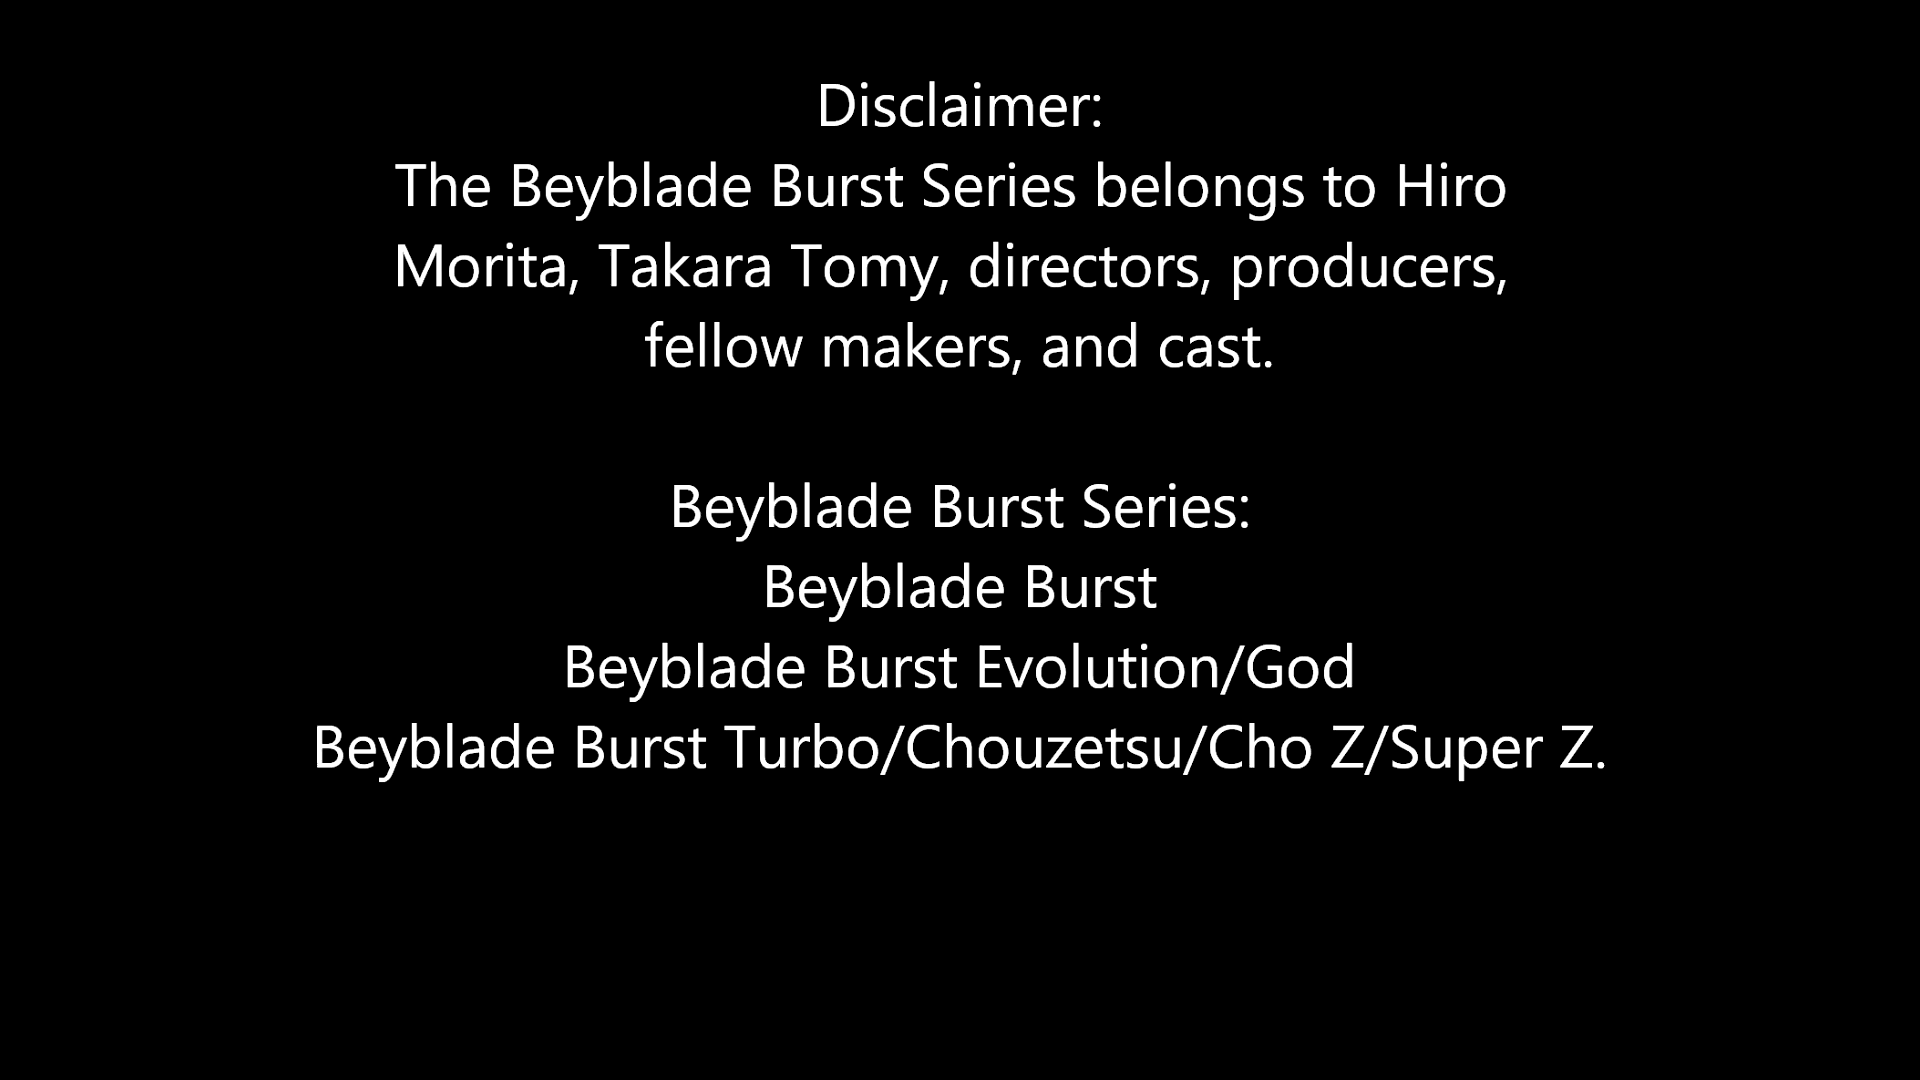 Disclaimer:
The Beyblade Burst Series belongs to Hiro
Morita, Takara Tomy, directors, producers,
fellow makers, and cast.
Beyblade Burst Series:
Beyblade Burst
Beyblade Burst Evolution/God
Beyblade Burst Turbo/Chouzetsu/Cho Z/Super Z.